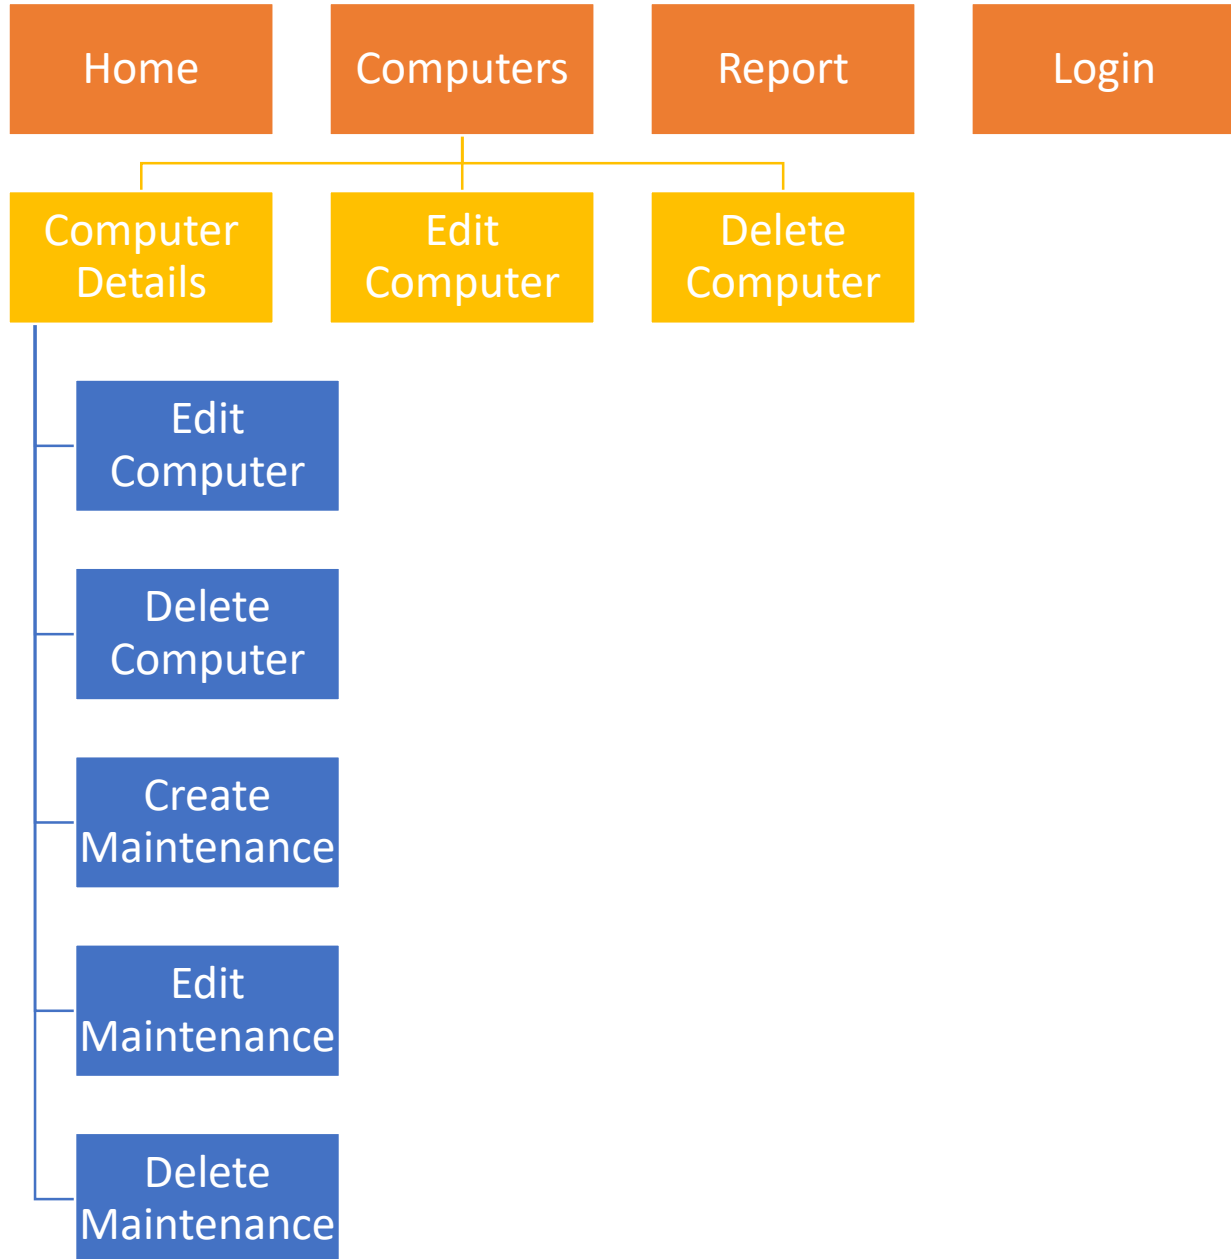 Home
Computers
Report
Login
Computer
Details
Edit
Computer
Delete
Computer
Edit
Computer
Delete
Computer
Create
Maintenance
Edit
Maintenance
Delete
Maintenance